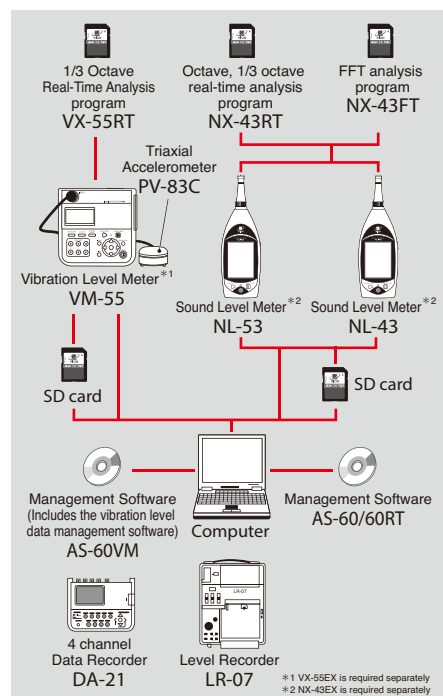 1/3 Octave
Real-Time Analysis
program
VX-55RT
Octave, 1/3 octave
real-time analysis
program
NX-43RT
FFT analysis
program
NX-43FT
Triaxial
Accelerometer
PV-83C
Vibration Level Meter*1
VM-55
Sound Level Meter*2
NL-53
Sound Level Meter*2
NL-43
SD card
SD card
Management Software
(Includes the vibration level
data management software)
AS-60VM
Computer
Management Software
AS-60/60RT
4 channel
Data Recorder
DA-21
LR-07
Level Recorder
LR-07
*1 VX-55EX is required separately
*2 NX-43EX is required separately